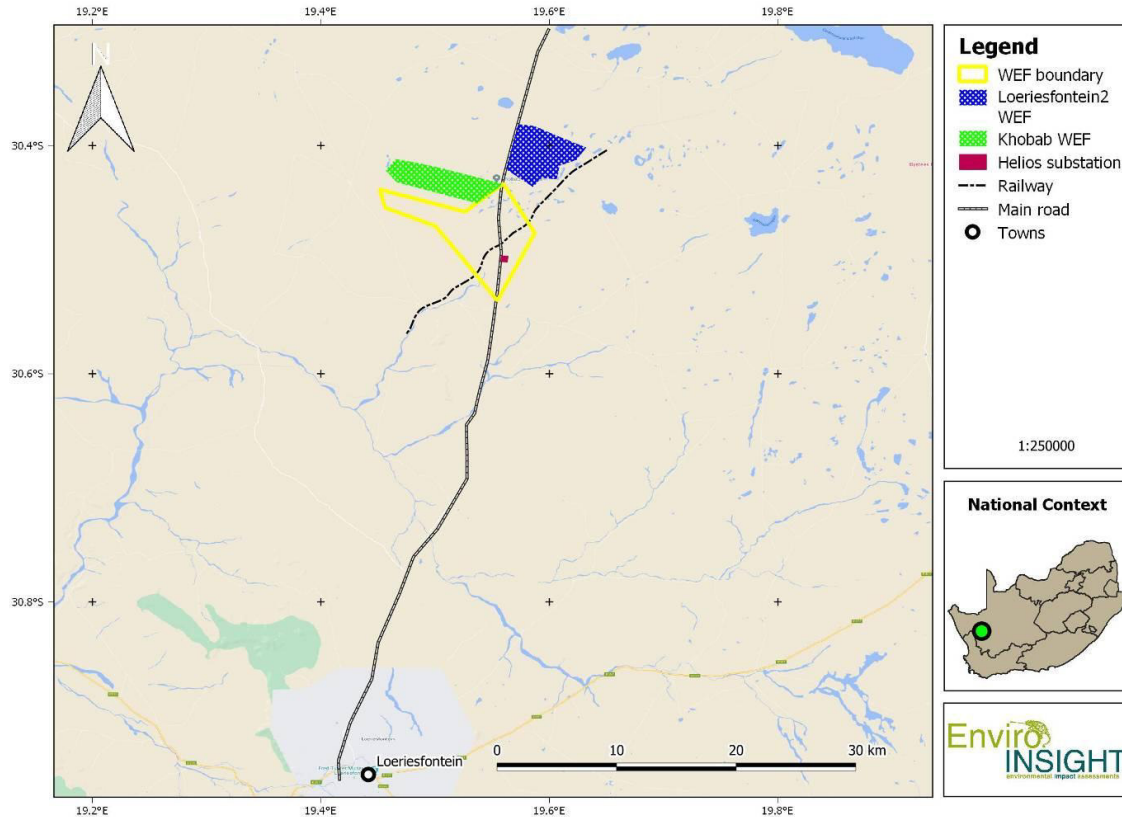 19.2°E
19.4°E
19.6°E
19.8°E
N
30.4°S
30.6°S
30.8°S
Loeriesfontein
0
10
20
30 km
19.2°E
19.4°E
19.6°E
19.8°E
Legend
WEF boundary
Loeriesfontein2
WEF
Khobab WEF
Helios substation
Railway
Main road
Towns
1:250000
National Context
Enviro
INSIGHT
environmental impact assessments